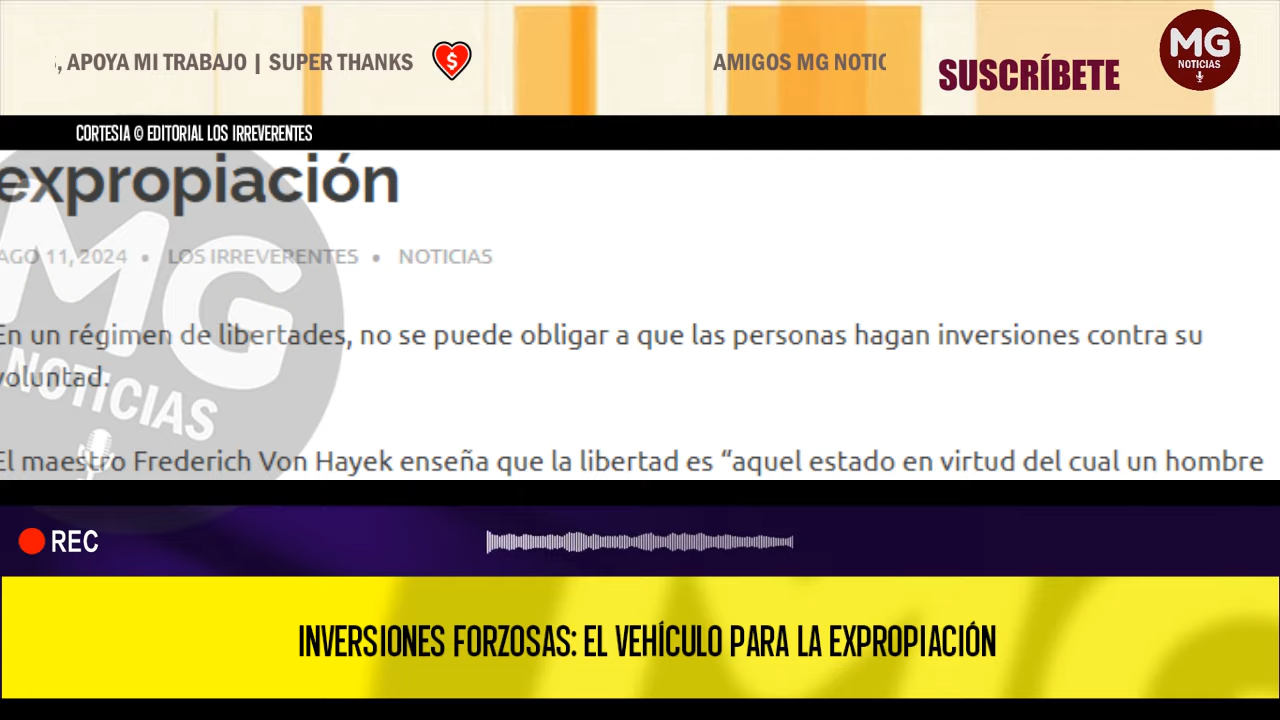 , APOYA MI TRABAJO | SUPER THANKS
$
AMIGOS MG NOTIC
SUSCRÍBETE
MG
NOTICIAS
CORTESIA © EDITORIAL LOS IRREVERENTES
expropiación
AGO 11, 2024 • LOS IRREVERENTES • NOTICIAS
En un régimen de libertades, no se puede obligar a que las personas hagan inversiones contra su
voluntad.
El maestro Frederich Von Hayek enseña que la libertad es “aquel estado en virtud del cual un hombre
MG
NOTICIAS
REC
INVERSIONES FORZOSAS: EL VEHÍCULO PARA LA EXPROPIACIÓN